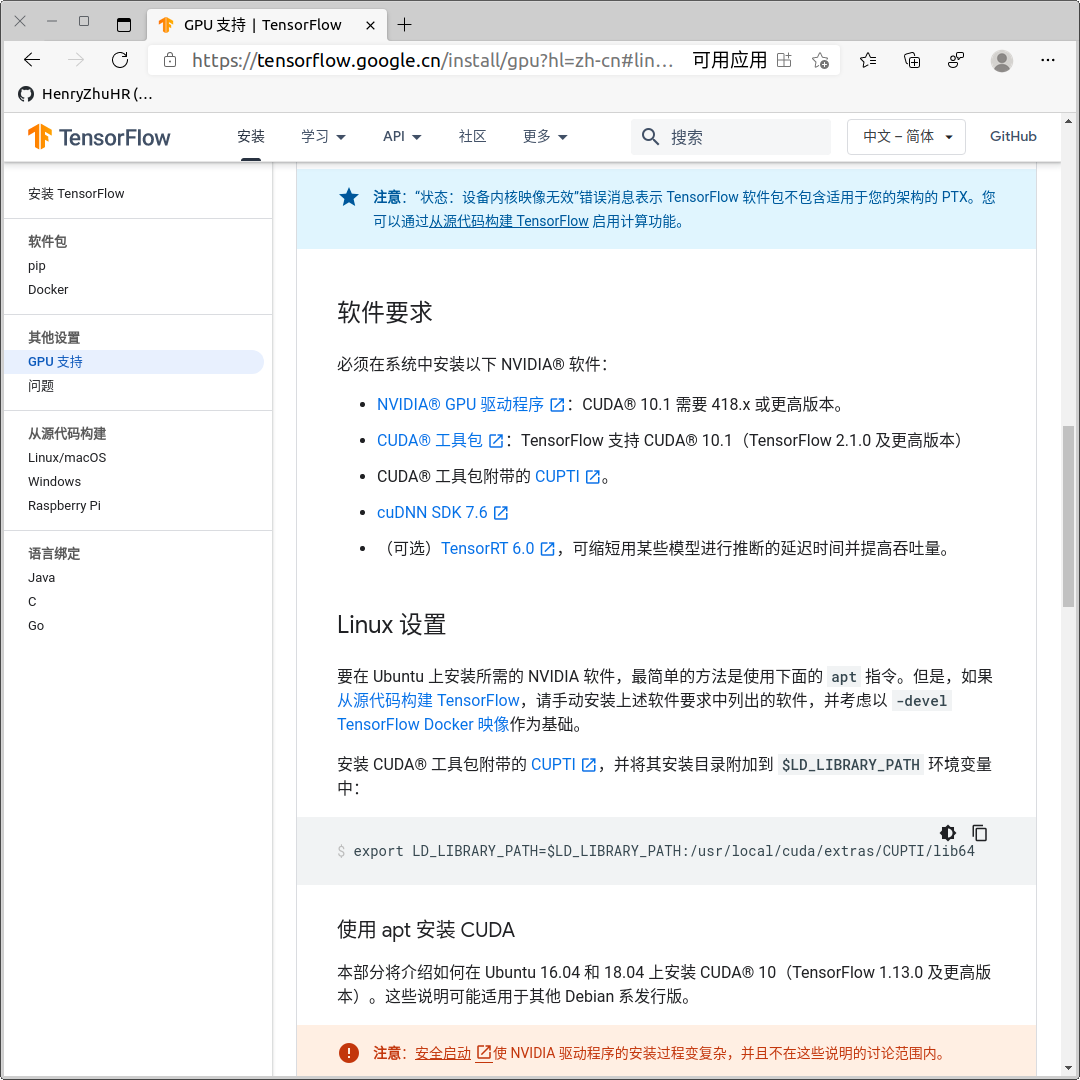 GPU 支持 | TensorFlow
https://tensorflow.google.cn/install/gpu?hl=zh-cn#lin… 可用应用
HenryZhuHR (…
TensorFlow 安装 学习 API 社区 更多 搜索 中文 – 简体 GitHub
安装 TensorFlow
软件包
pip
Docker
其他设置
GPU 支持
问题
从源代码构建
Linux/macOS
Windows
Raspberry Pi
语言绑定
Java
C
Go
注意：“状态：设备内核映像无效”错误消息表示 TensorFlow 软件包不包含适用于您的架构的 PTX。您
可以通过从源代码构建 TensorFlow 启用计算功能。
软件要求
必须在系统中安装以下 NVIDIA® 软件：
• NVIDIA® GPU 驱动程序：CUDA® 10.1 需要 418.x 或更高版本。
• CUDA® 工具包：TensorFlow 支持 CUDA® 10.1（TensorFlow 2.1.0 及更高版本）
• CUDA® 工具包附带的 CUPTI。
• cuDNN SDK 7.6
• （可选）TensorRT 6.0，可缩短用某些模型进行推断的延迟时间并提高吞吐量。
Linux 设置
要在 Ubuntu 上安装所需的 NVIDIA 软件，最简单的方法是使用下面的 apt 指令。但是，如果
从源代码构建 TensorFlow，请手动安装上述软件要求中列出的软件，并考虑以 -devel
TensorFlow Docker 映像作为基础。
安装 CUDA® 工具包附带的 CUPTI，并将其安装目录附加到 $LD_LIBRARY_PATH 环境变量
中：
$ export LD_LIBRARY_PATH=$LD_LIBRARY_PATH:/usr/local/cuda/extras/CUPTI/lib64
使用 apt 安装 CUDA
本部分将介绍如何在 Ubuntu 16.04 和 18.04 上安装 CUDA® 10（TensorFlow 1.13.0 及更高版
本）。这些说明可能适用于其他 Debian 系发行版。
注意：安全启动使 NVIDIA 驱动程序的安装过程变复杂，并且不在这些说明的讨论范围内。